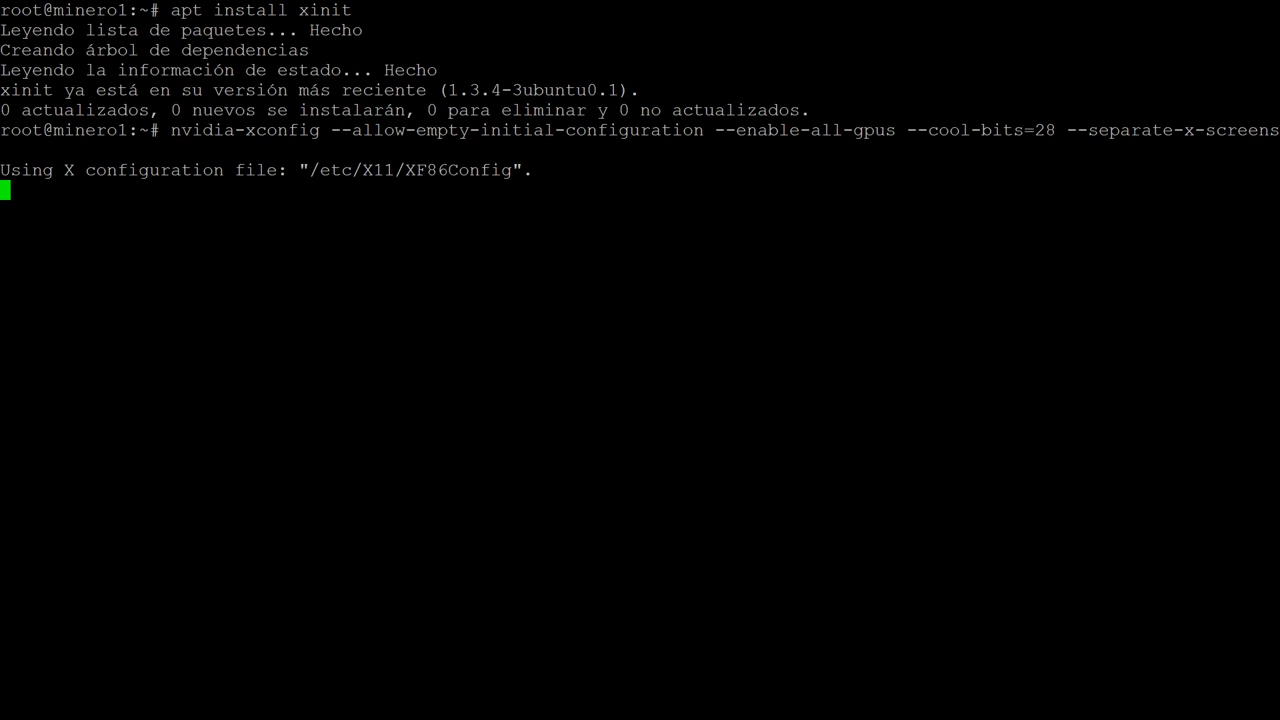 root@minero1:~# apt install xinit
Leyendo lista de paquetes... Hecho
Creando árbol de dependencias
Leyendo la información de estado... Hecho
xinit ya está en su versión más reciente (1.3.4-3ubuntu0.1).
0 actualizados, 0 nuevos se instalarán, 0 para eliminar y 0 no actualizados.
root@minero1:~# nvidia-xconfig --allow-empty-initial-configuration --enable-all-gpus --cool-bits=28 --separate-x-screens
Using X configuration file: "/etc/X11/XF86Config".